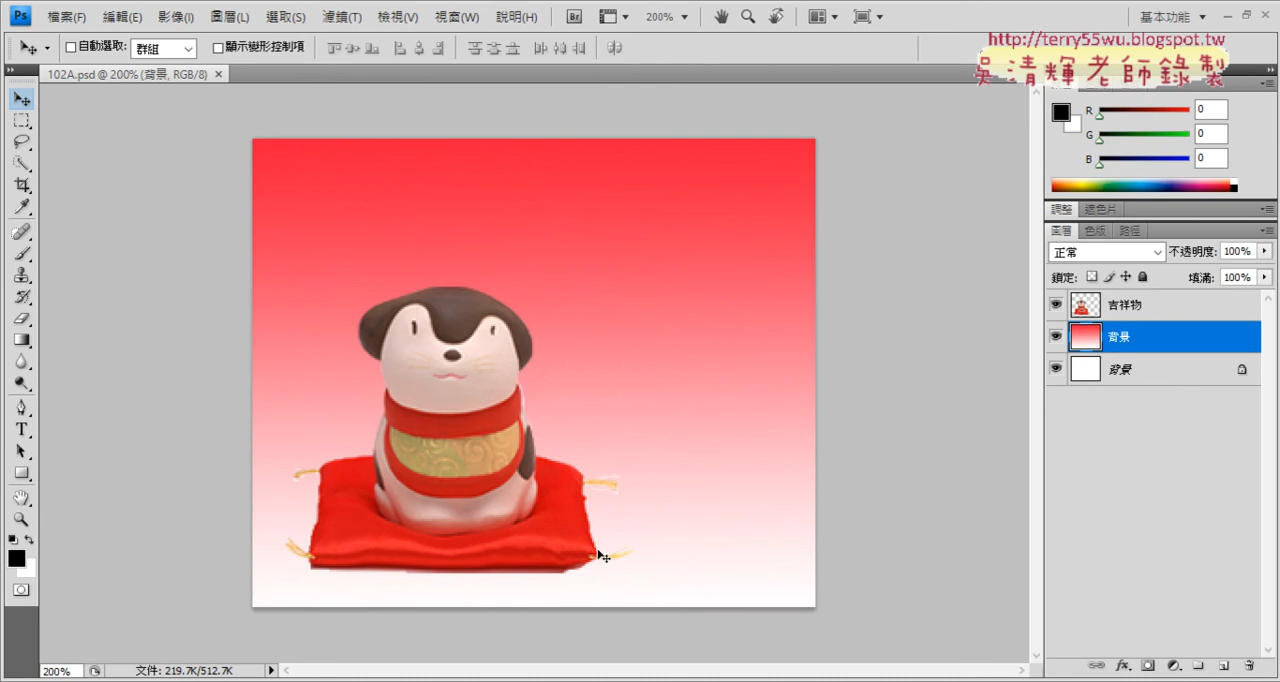 Ps 檔案(F) 編輯(E) 影像(I) 圖層(L) 選取(S) 濾鏡(T) 檢視(V) 視窗(W) 說明(H) Br 200% 基本功能
自動選取: 群組 顯示變形控制項
http://terry55wu.blogspot.tw
吳清輝老師錄製
102A.psd @ 200% (背景, RGB/8) ×
R 0
G 0
B 0
調整 遮色片
圖層 色版 路徑
正常 不透明度: 100%
鎖定: 填滿: 100%
吉祥物
背景
背景
T
200% 文件: 219.7K/512.7K
fx